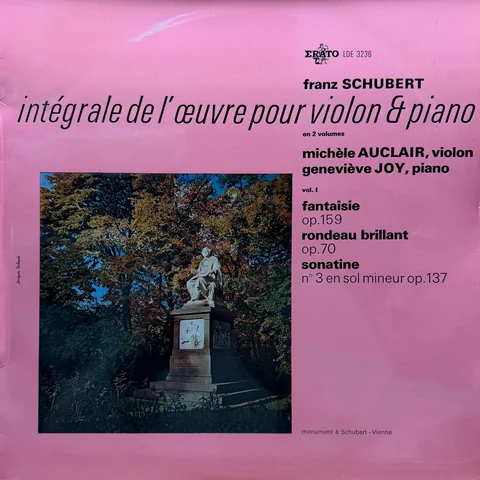 ERATO LDE 3236
franz SCHUBERT
intégrale de l'œuvre pour violon & piano
en 2 volumes
michèle AUCLAIR, violon
geneviève JOY, piano
vol. I
fantaisie
op.159
rondeau brillant
op.70
sonatine
n° 3 en sol mineur op.137
monument à Schubert - Vienne